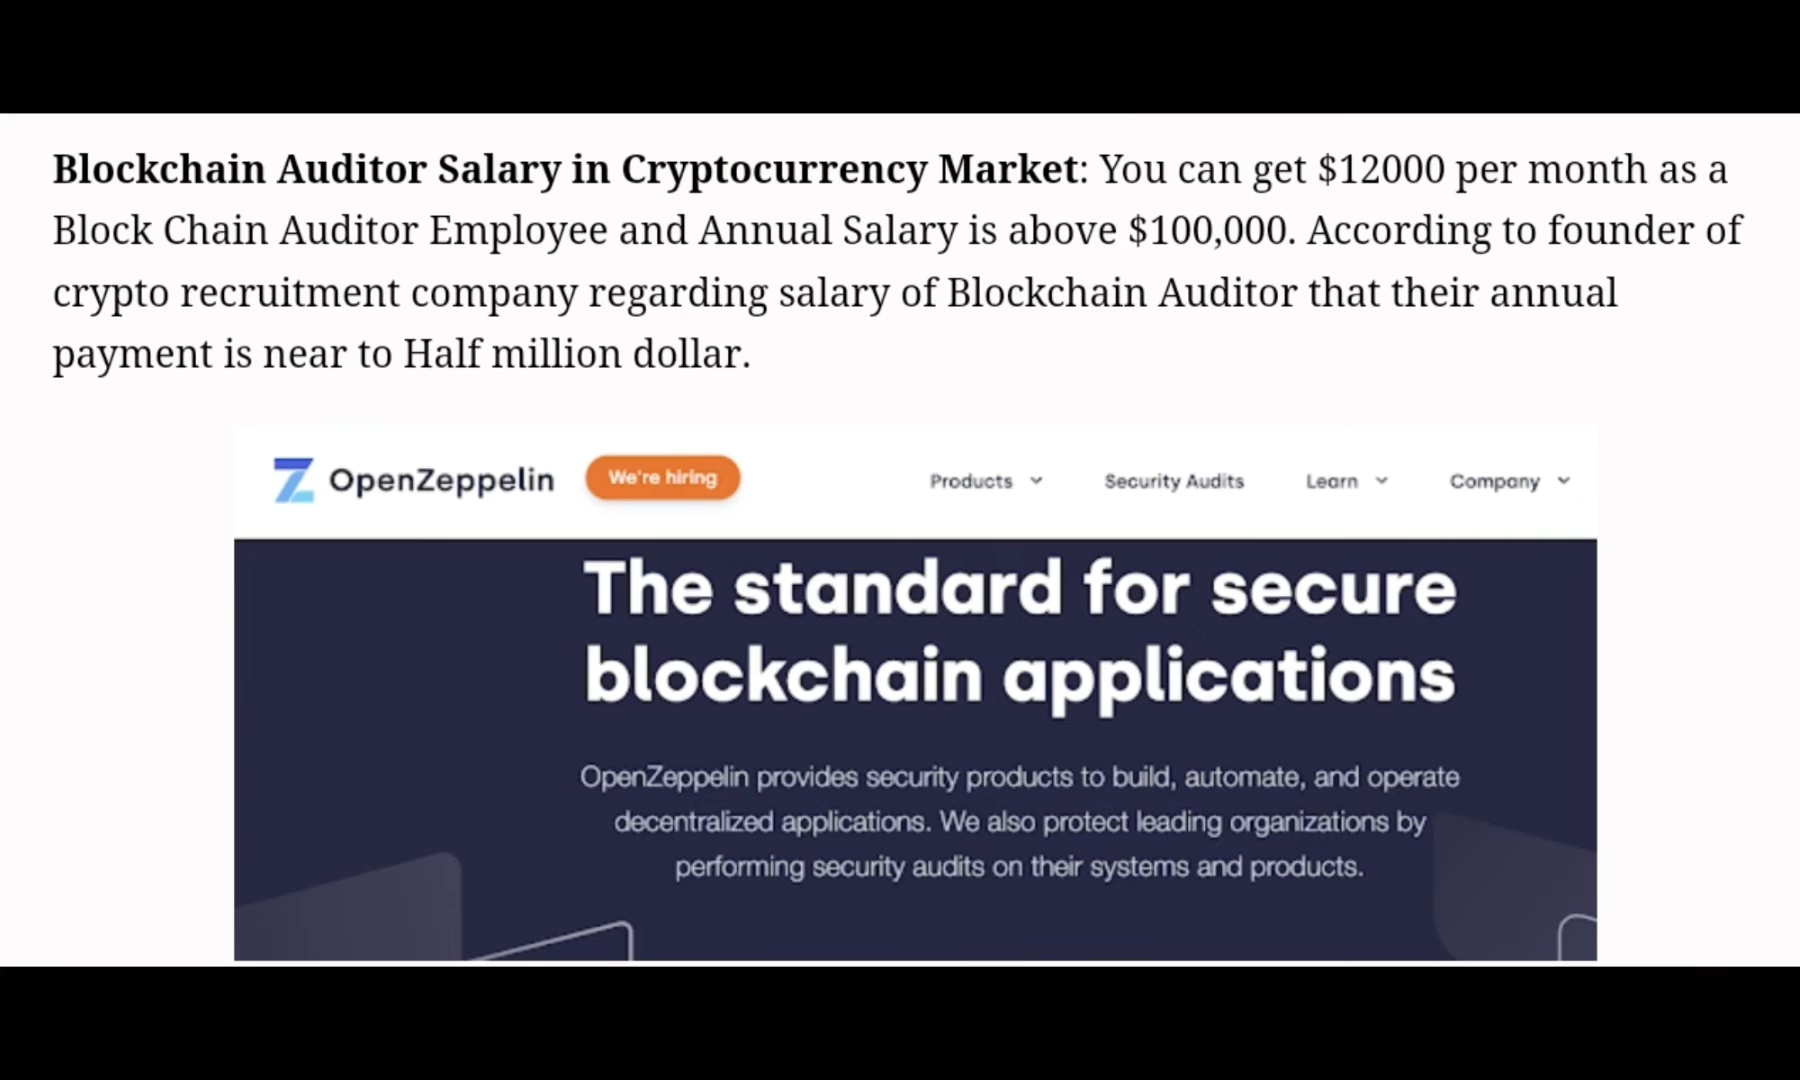 Blockchain Auditor Salary in Cryptocurrency Market: You can get $12000 per month as a
Block Chain Auditor Employee and Annual Salary is above $100,000. According to founder of
crypto recruitment company regarding salary of Blockchain Auditor that their annual
payment is near to Half million dollar.
OpenZeppelin We're hiring Products Security Audits Learn Company
The standard for secure
blockchain applications
OpenZeppelin provides security products to build, automate, and operate
decentralized applications. We also protect leading organizations by
performing security audits on their systems and products.